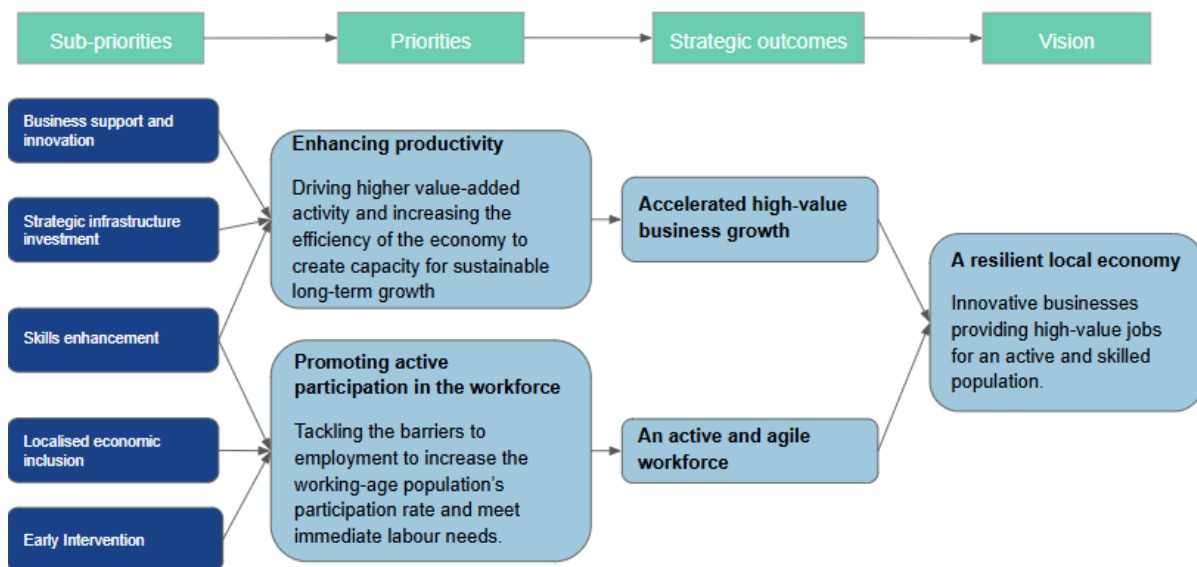 Sub-priorities
Priorities
Strategic outcomes
Vision
Business support and
innovation
Strategic infrastructure
investment
Skills enhancement
Localised economic
inclusion
Early Intervention
Enhancing productivity
Driving higher value-added
activity and increasing the
efficiency of the economy to
create capacity for sustainable
long-term growth
Promoting active
participation in the workforce
Tackling the barriers to
employment to increase the
working-age population’s
participation rate and meet
immediate labour needs.
Accelerated high-value
business growth
An active and agile
workforce
A resilient local economy
Innovative businesses
providing high-value jobs
for an active and skilled
population.